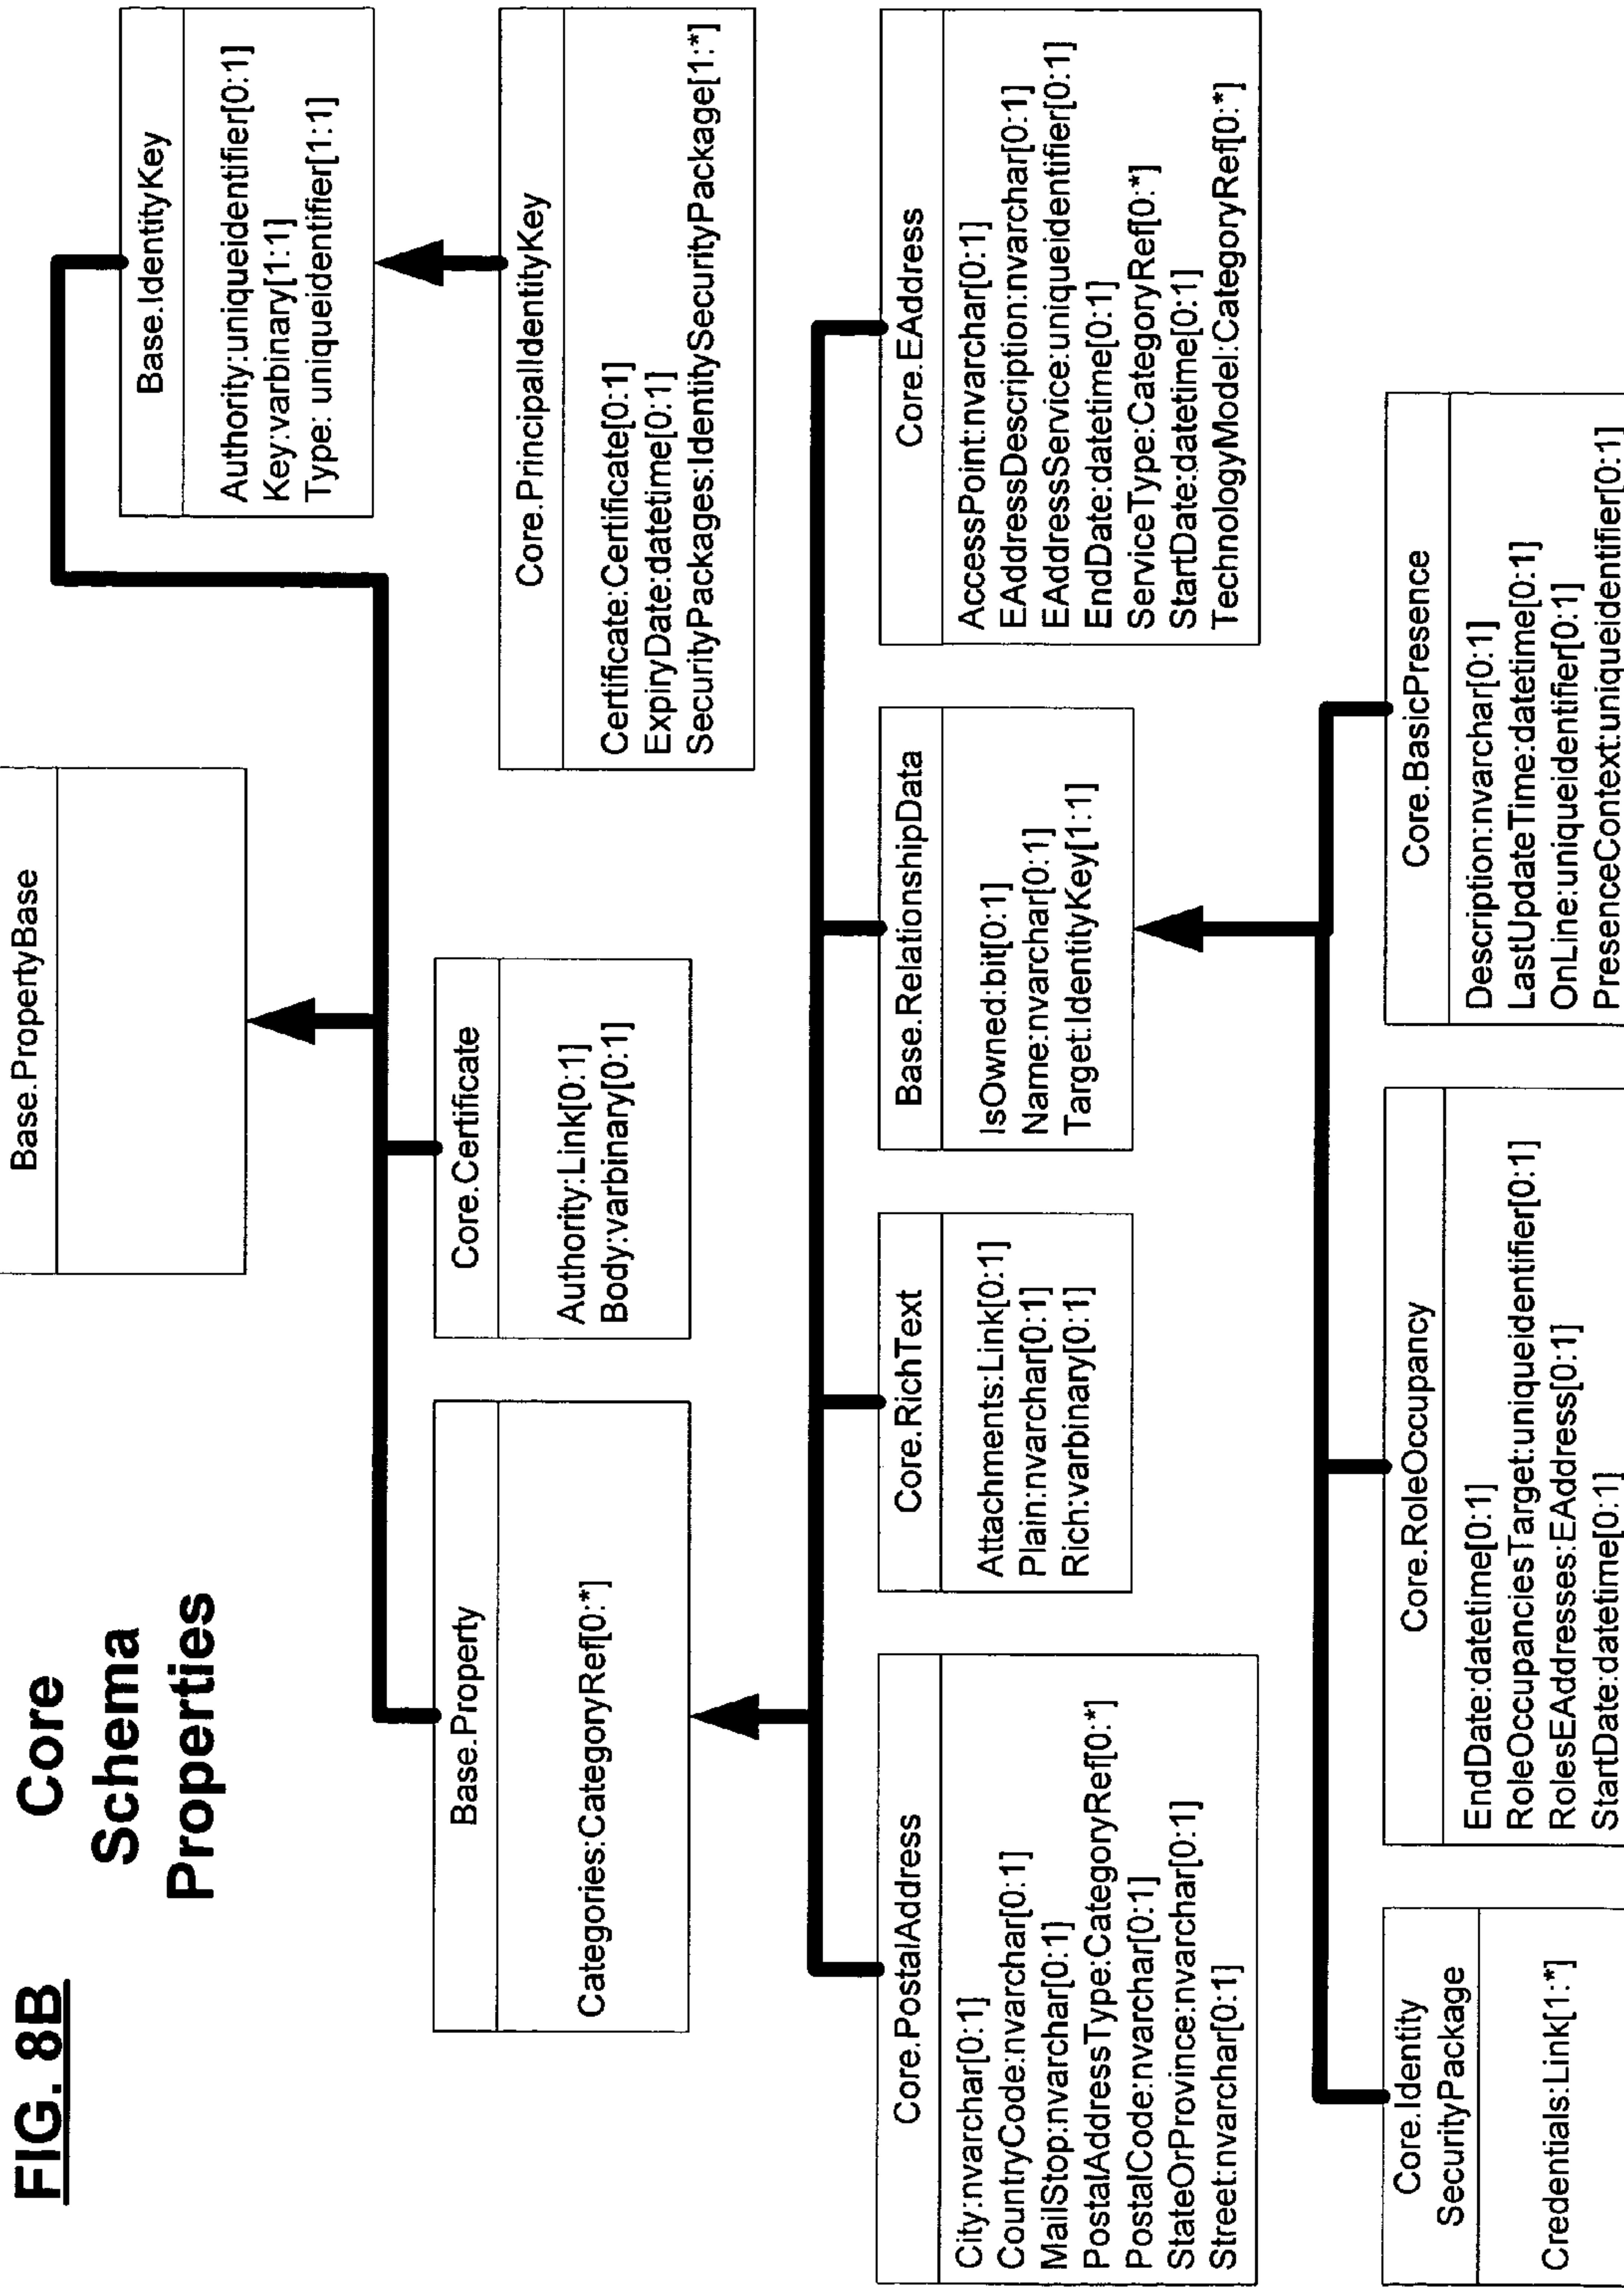 FIG. 8B
Core
Schema
Properties
Base.PropertyBase
Base.IdentityKey
Authority:uniqueidentifier[0:1]
Key:varbinary[1:1]
Type: uniqueidentifier[1:1]
Base.Property
Categories:CategoryRef[0:*]
Core.Certificate
Authority:Link[0:1]
Body:varbinary[0:1]
Core.PrincipalIdentityKey
Certificate:Certificate[0:1]
ExpiryDate:datetime[0:1]
SecurityPackages:IdentitySecurityPackage[1:*]
Core.PostalAddress
City:nvarchar[0:1]
CountryCode:nvarchar[0:1]
MailStop:nvarchar[0:1]
PostalAddressType:CategoryRef[0:*]
PostalCode:nvarchar[0:1]
StateOrProvince:nvarchar[0:1]
Street:nvarchar[0:1]
Core.RichText
Attachments:Link[0:1]
Plain:nvarchar[0:1]
Rich:varbinary[0:1]
Base.RelationshipData
IsOwned:bit[0:1]
Name:nvarchar[0:1]
Target:IdentityKey[1:1]
Core.EAddress
AccessPoint:nvarchar[0:1]
EAddressDescription:nvarchar[0:1]
EAddressService:uniqueidentifier[0:1]
EndDate:datetime[0:1]
ServiceType:CategoryRef[0:*]
StartDate:datetime[0:1]
TechnologyModel:CategoryRef[0:*]
Core.Identity
SecurityPackage
Credentials:Link[1:*]
Core.RoleOccupancy
EndDate:datetime[0:1]
RoleOccupanciesTarget:uniqueidentifier[0:1]
RolesEAddresses:EAddress[0:1]
StartDate:datetime[0:1]
Core.BasicPresence
Description:nvarchar[0:1]
LastUpdateTime:datetime[0:1]
OnLine:uniqueidentifier[0:1]
PresenceContext:uniqueidentifier[0:1]